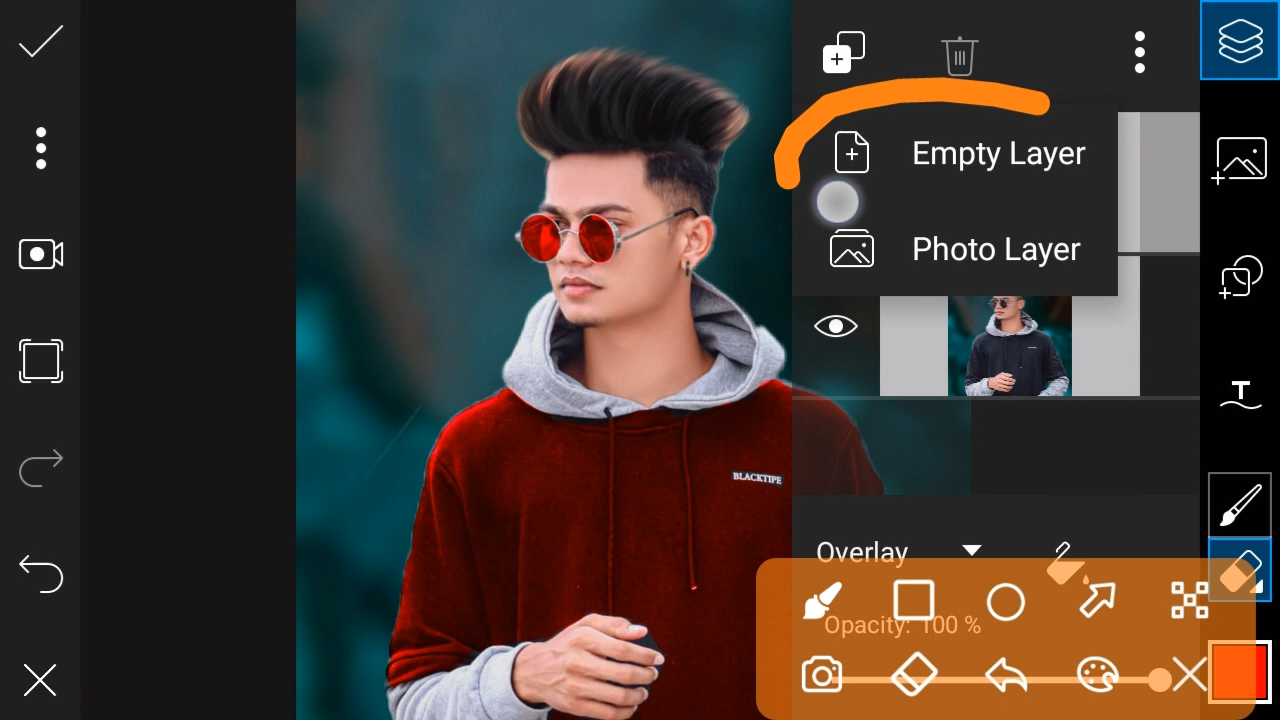 Empty Layer
Photo Layer
BLACKTIPE
Overlay
Opacity: 100 %
T